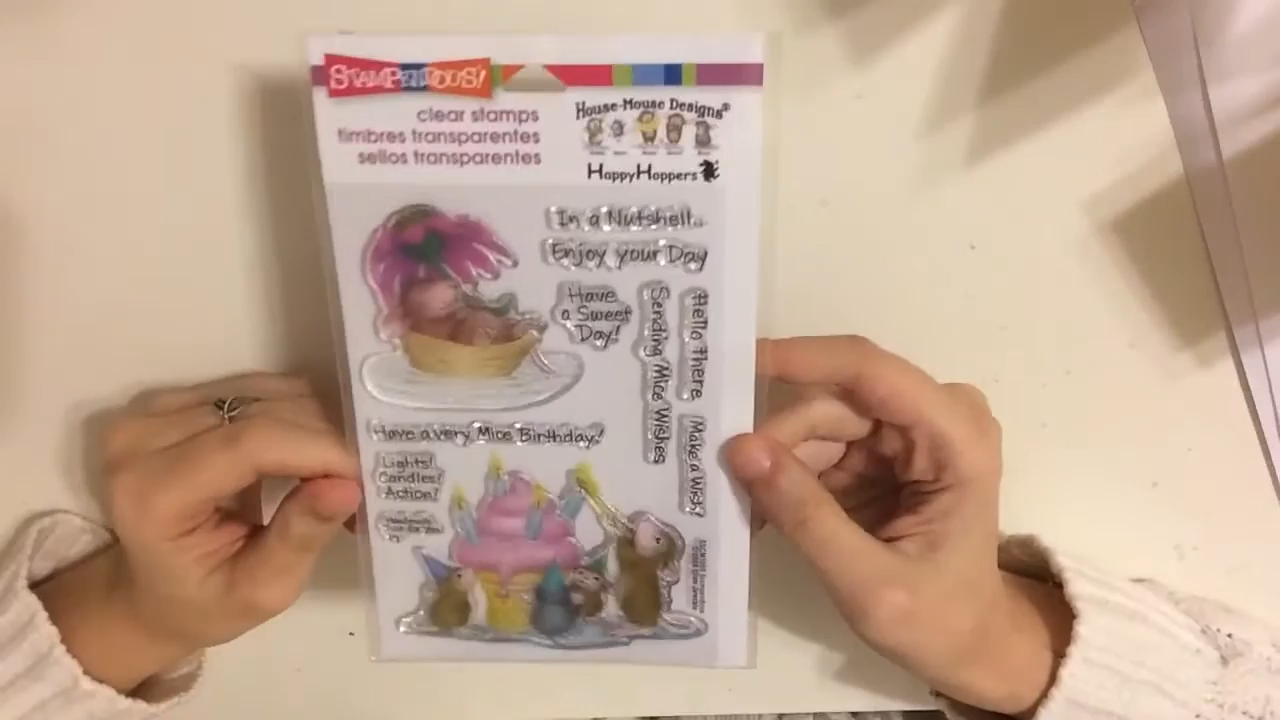 STAMPENDOUS!
clear stamps
timbres transparentes
sellos transparentes
House-Mouse Designs®
HappyHoppers
In a Nutshell..
Enjoy your Day
Have
a Sweet
Day!
Sending Mice Wishes
Hello there
Make a Wish!
Have a very Mice Birthday!
Lights!
Candles!
Action!